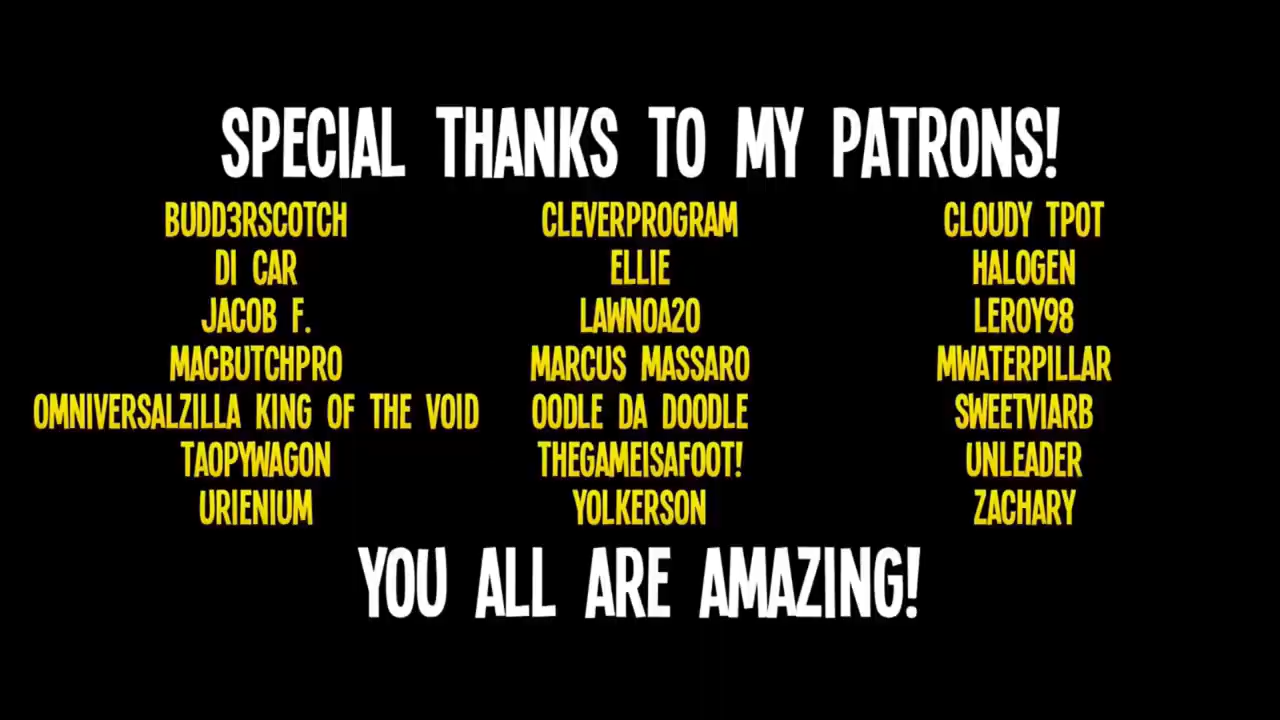 SPECIAL THANKS TO MY PATRONS!
BUDD3RSCOTCH CLEVERPROGRAM CLOUDY TPOT
DI CAR ELLIE HALOGEN
JACOB F. LAWNOA20 LEROY98
MACBUTCHPRO MARCUS MASSARO MWATERPILLAR
OMNIVERSALZILLA KING OF THE VOID OODLE DA DOODLE SWEETVIARB
TAOPYWAGON THEGAMEISAFOOT! UNLEADER
URIENIUM YOLKERSON ZACHARY
YOU ALL ARE AMAZING!